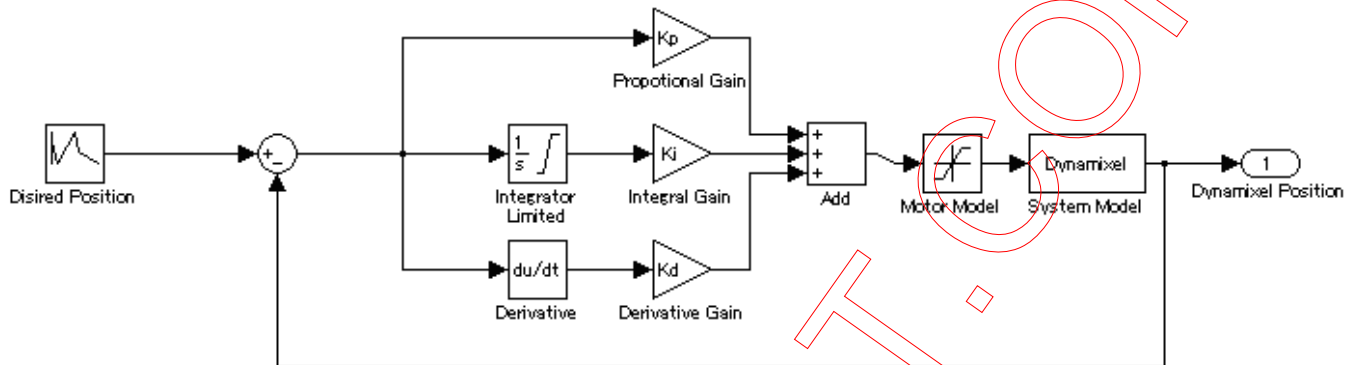 Kp
Propotional Gain
Disired Position
+
-
1
s
Integrator
Limited
Ki
Integral Gain
du/dt
Derivative
Kd
Derivative Gain
+
+
+
Add
Motor Model
Dynamixel
System Model
1
Dynamixel Position
T.CO